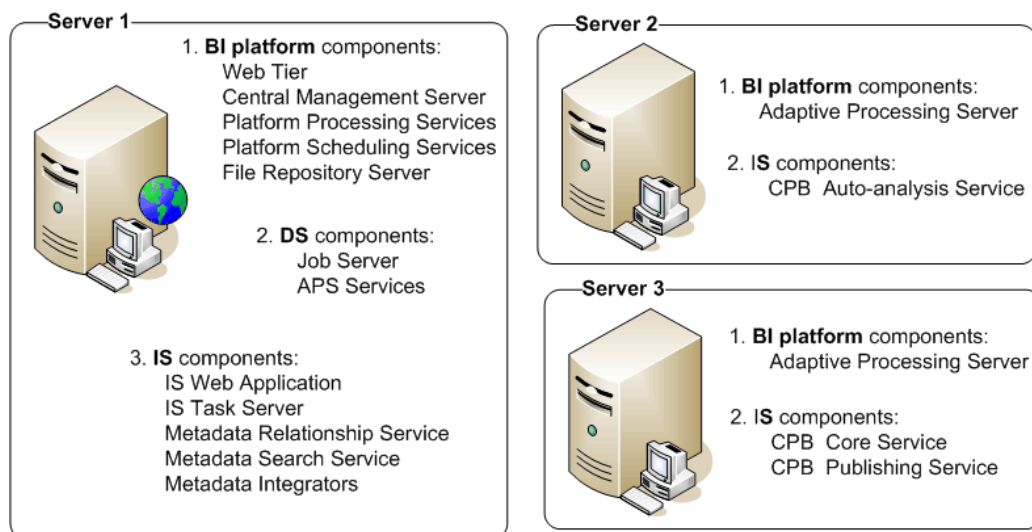 Server 1
1. BI platform components:
Web Tier
Central Management Server
Platform Processing Services
Platform Scheduling Services
File Repository Server
2. DS components:
Job Server
APS Services
3. IS components:
IS Web Application
IS Task Server
Metadata Relationship Service
Metadata Search Service
Metadata Integrators
Server 2
1. BI platform components:
Adaptive Processing Server
2. IS components:
CPB Auto-analysis Service
Server 3
1. BI platform components:
Adaptive Processing Server
2. IS components:
CPB Core Service
CPB Publishing Service